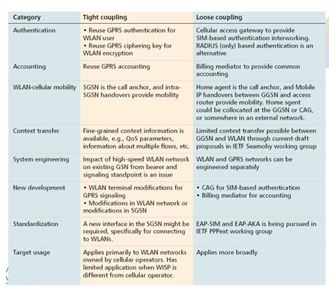 Category Tight coupling Loose coupling
Authentication • Reuse GPRS authentication for Cellular access gateway to provide
WLAN user SIM-based authentication interworking.
• Reuse GPRS ciphering key for RADIUS (only) based authentication is an
WLAN encryption alternative
Accounting Reuse GPRS accounting Billing mediator to provide common
accounting
WLAN-cellular mobility SGSN is the call anchor, and intra- Home agent is the call anchor, and Mobile
SGSN handovers provide mobility IP handovers between GGSN and access
router provide mobility. Home agent
could be collocated at the GGSN or CAG,
or somewhere in an external network.
Context transfer Fine-grained context information is Limited context transfer possible between
available, e.g., QoS parameters, GGSN and WLAN through current draft
information about multiple flows, etc. proposals in IETF Seamoby working group
System engineering Impact of high-speed WLAN network WLAN and GPRS networks can be
on existing GSN from bearer and engineered separately
signaling standpoint is an issue
New development • WLAN terminal modifications for • CAG for SIM-based authentication
GPRS signaling • Billing mediator for accounting
• Modifications in WLAN network or
modifications in SGSN
Standardization A new interface in the SGSN might be EAP-SIM and EAP-AKA is being pursued in
required, specifically for connecting IETF PPPext working group
to WLANs.
Target usage Applies primarily to WLAN networks Applies more broadly
owned by cellular operators. Has
limited application when WISP is
different from cellular operator.